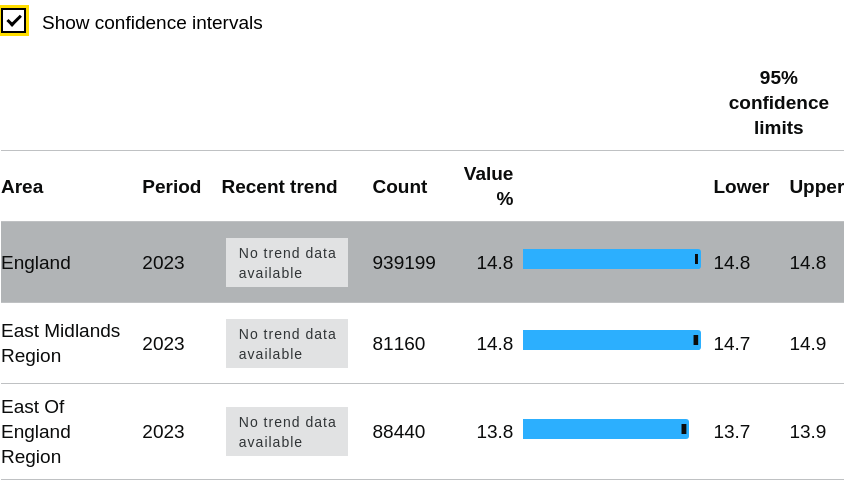 Show confidence intervals
95%
confidence
limits
Area Period Recent trend Count Value
% Lower Upper
England 2023 No trend data
available 939199 14.8 14.8 14.8
East Midlands
Region 2023 No trend data
available 81160 14.8 14.7 14.9
East Of
England
Region 2023 No trend data
available 88440 13.8 13.7 13.9